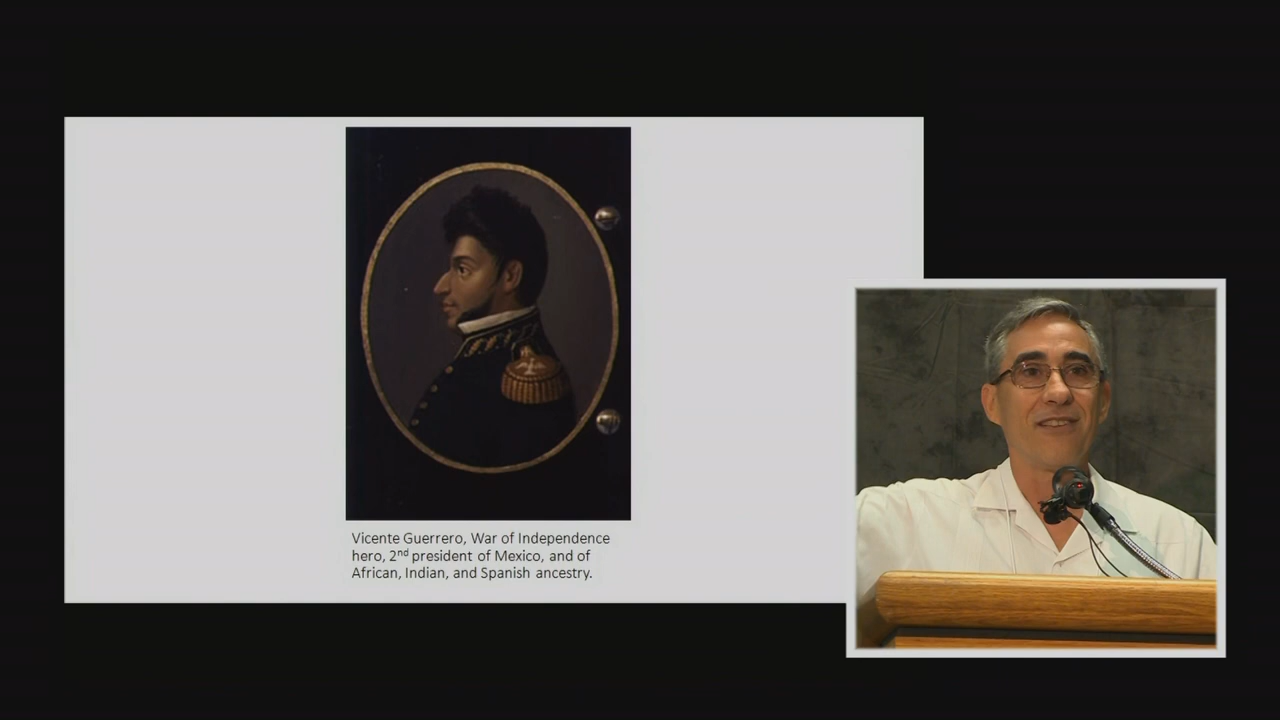 Vicente Guerrero, War of Independence
hero, 2nd president of Mexico, and of
African, Indian, and Spanish ancestry.